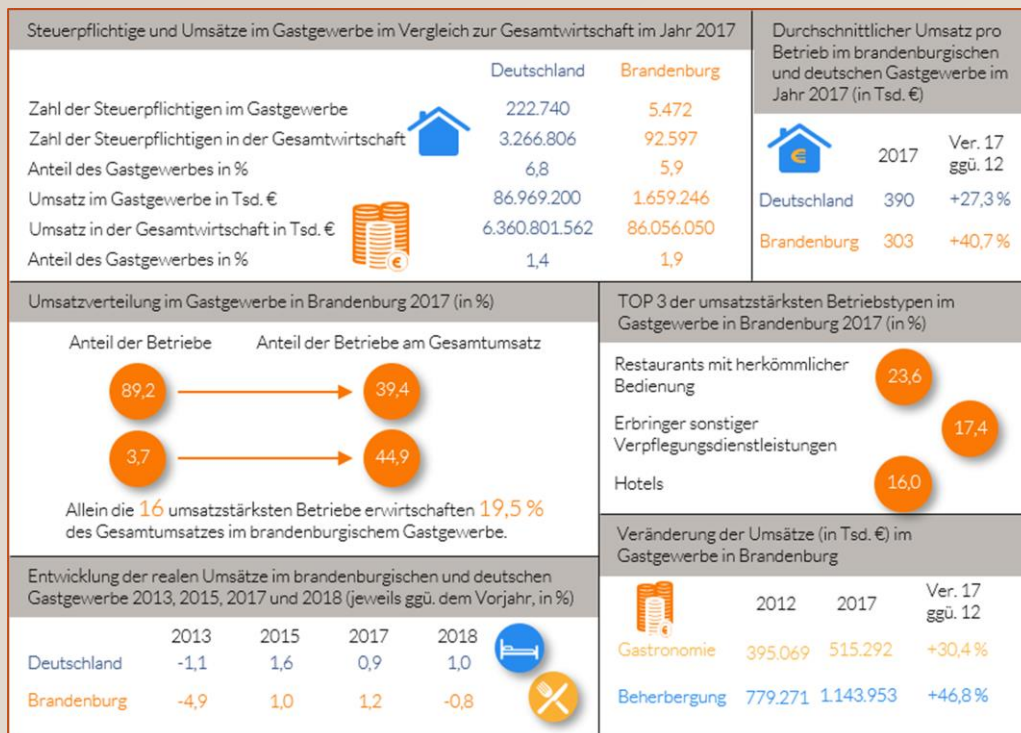 Steuerpflichtige und Umsätze im Gastgewerbe im Vergleich zur Gesamtwirtschaft im Jahr 2017
Deutschland Brandenburg
Zahl der Steuerpflichtigen im Gastgewerbe 222.740 5.472
Zahl der Steuerpflichtigen in der Gesamtwirtschaft 3.266.806 92.597
Anteil des Gastgewerbes in % 6,8 5,9
Umsatz im Gastgewerbe in Tsd. € 86.969.200 1.659.246
Umsatz in der Gesamtwirtschaft in Tsd. € 6.360.801.562 86.056.050
€
Anteil des Gastgewerbes in % 1,4 1,9
Durchschnittlicher Umsatz pro
Betrieb im brandenburgischen
und deutschen Gastgewerbe im
Jahr 2017 (in Tsd. €)
€
2017 Ver. 17
ggü. 12
Deutschland 390 +27,3 %
Brandenburg 303 +40,7 %
Umsatzverteilung im Gastgewerbe in Brandenburg 2017 (in %)
Anteil der Betriebe Anteil der Betriebe am Gesamtumsatz
89,2 39,4
3,7 44,9
Allein die 16 umsatzstärksten Betriebe erwirtschaften 19,5 %
des Gesamtumsatzes im brandenburgischem Gastgewerbe.
TOP 3 der umsatzstärksten Betriebstypen im
Gastgewerbe in Brandenburg 2017 (in %)
Restaurants mit herkömmlicher
Bedienung 23,6
Erbringer sonstiger
Verpflegungsdienstleistungen 17,4
Hotels 16,0
Entwicklung der realen Umsätze im brandenburgischen und deutschen
Gastgewerbe 2013, 2015, 2017 und 2018 (jeweils ggü. dem Vorjahr, in %)
2013 2015 2017 2018
Deutschland -1,1 1,6 0,9 1,0
Brandenburg -4,9 1,0 1,2 -0,8
Veränderung der Umsätze (in Tsd. €) im
Gastgewerbe in Brandenburg
€
2012 2017 Ver. 17
ggü. 12
Gastronomie 395.069 515.292 +30,4 %
Beherbergung 779.271 1.143.953 +46,8 %